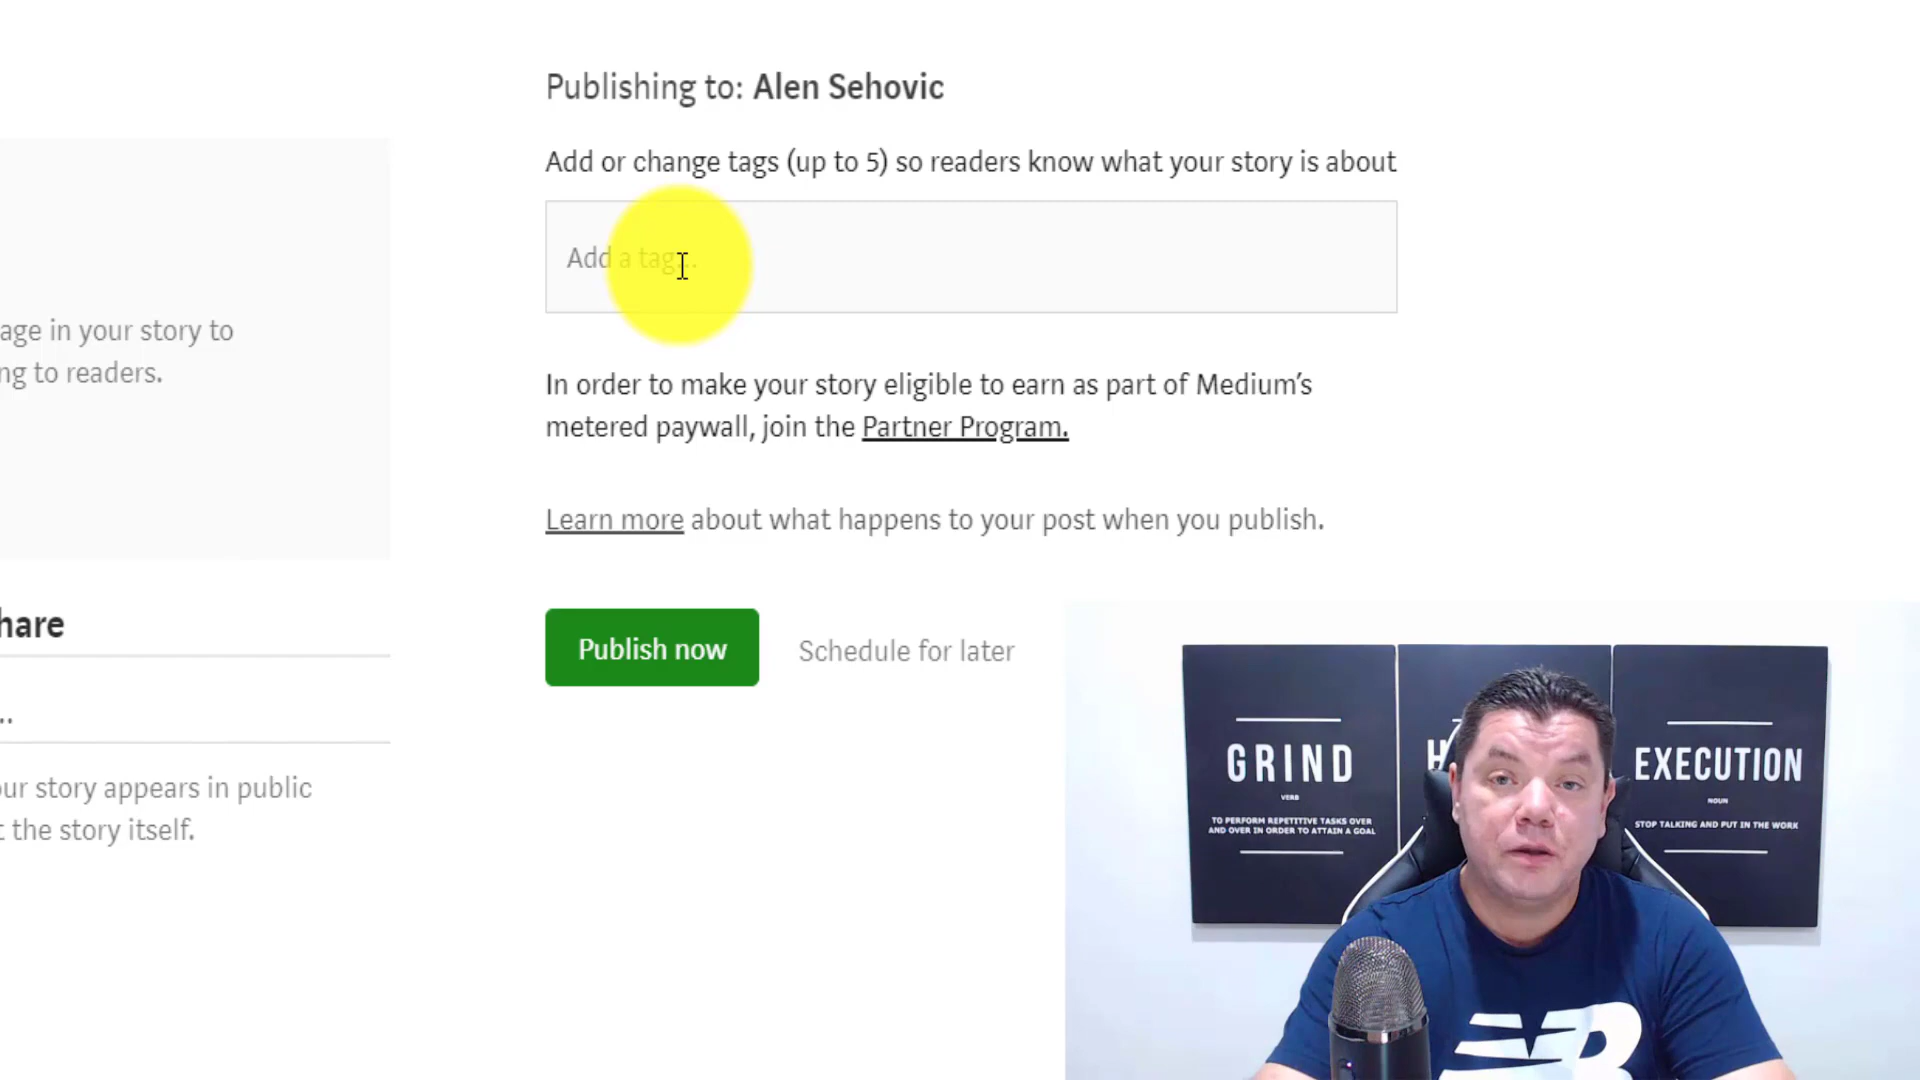 Publishing to: Alen Sehovic
Add or change tags (up to 5) so readers know what your story is about
Add a tag...
In order to make your story eligible to earn as part of Medium's
metered paywall, join the Partner Program.
Learn more about what happens to your post when you publish.
Publish now
Schedule for later
age in your story to
ng to readers.
hare
..
ur story appears in public
t the story itself.
GRIND
VERB
TO PERFORM REPETITIVE TASKS OVER
AND OVER IN ORDER TO ATTAIN A GOAL
H
EXECUTION
NOUN
STOP TALKING AND PUT IN THE WORK